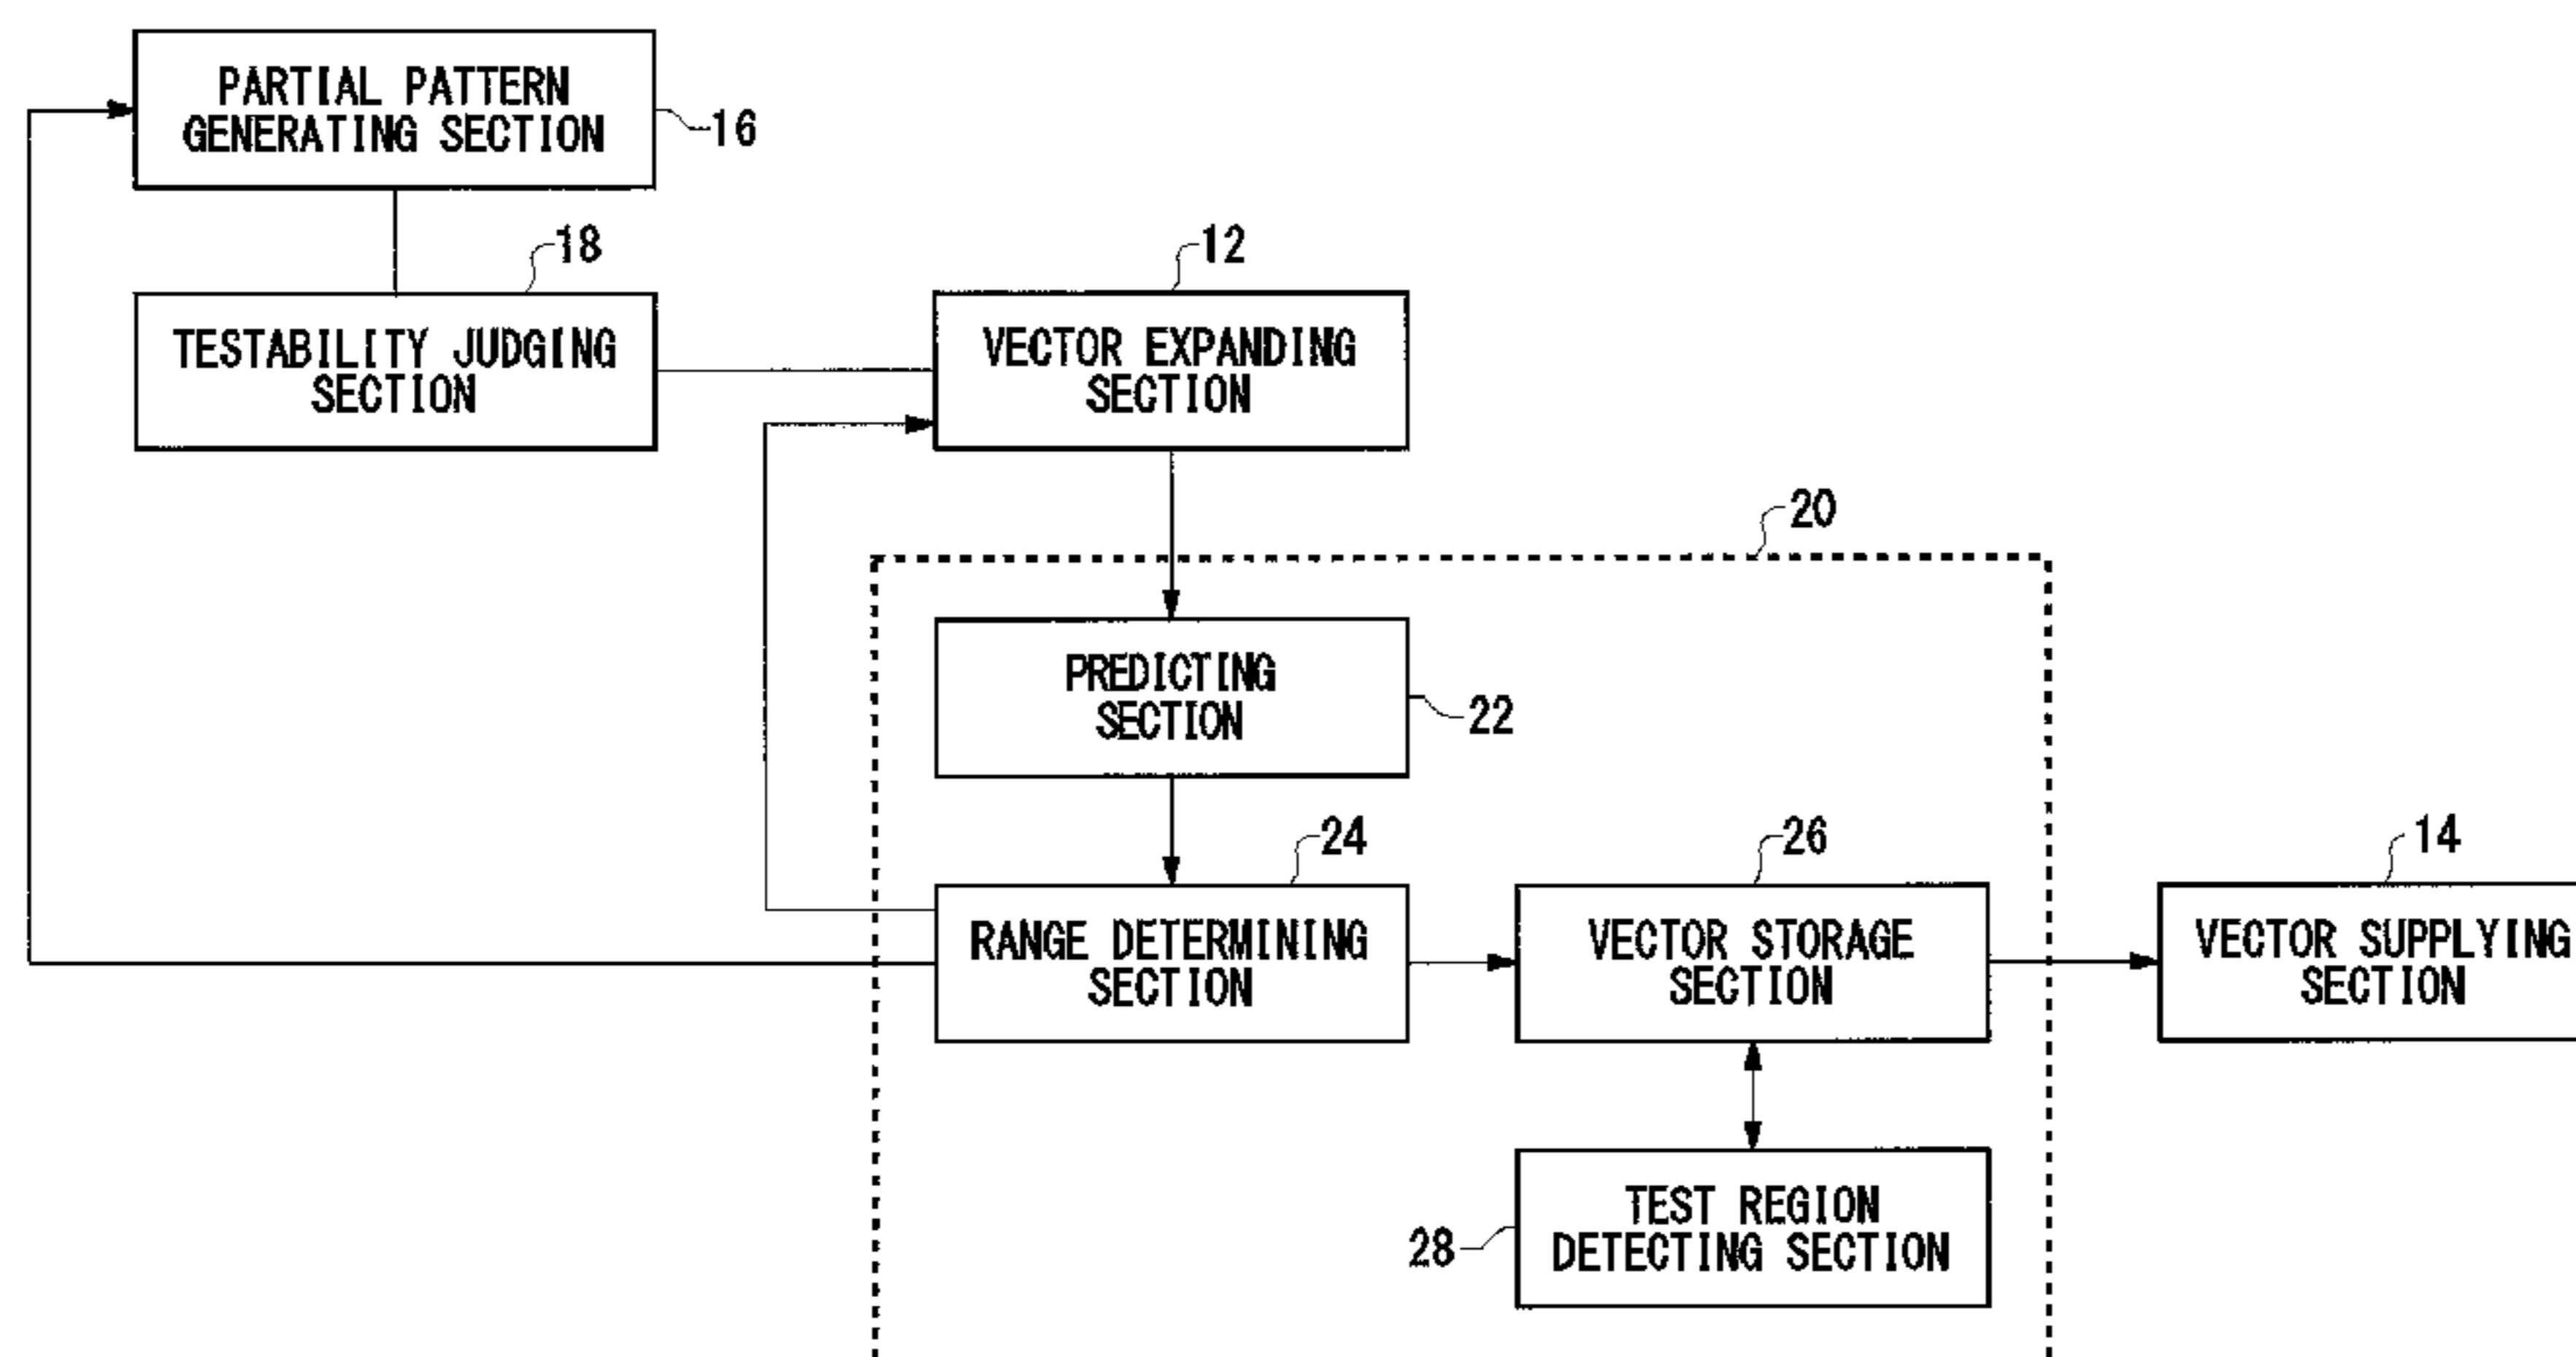 PARTIAL PATTERN
GENERATING SECTION
16
18
TESTABILITY JUDGING
SECTION
12
VECTOR EXPANDING
SECTION
20
PREDICTING
SECTION
22
24
RANGE DETERMINING
SECTION
26
VECTOR STORAGE
SECTION
14
VECTOR SUPPLYING
SECTION
28
TEST REGION
DETECTING SECTION